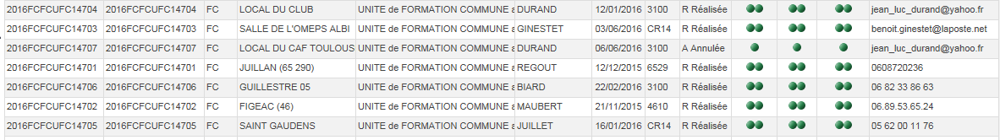 2016FCFCUFC14704 2016FCFCUFC14704 FC LOCAL DU CLUB UNITE de FORMATION COMMUNE a DURAND 12/01/2016 3100 R Réalisée jean_luc_durand@yahoo.fr
2016FCFCUFC14703 2016FCFCUFC14703 FC SALLE DE L'OMEPS ALBI UNITE de FORMATION COMMUNE a GINESTET 03/06/2016 CR14 R Réalisée benoit.ginestet@laposte.net
2016FCFCUFC14707 2016FCFCUFC14707 FC LOCAL DU CAF TOULOUS UNITE de FORMATION COMMUNE a DURAND 06/06/2016 3100 A Annulée jean_luc_durand@yahoo.fr
2016FCFCUFC14701 2016FCFCUFC14701 FC JUILLAN (65 290) UNITE de FORMATION COMMUNE a REGOUT 12/12/2015 6529 R Réalisée 0608720236
2016FCFCUFC14706 2016FCFCUFC14706 FC GUILLESTRE 05 UNITE de FORMATION COMMUNE a BIARD 22/02/2016 3100 R Réalisée 06 82 33 86 63
2016FCFCUFC14702 2016FCFCUFC14702 FC FIGEAC (46) UNITE de FORMATION COMMUNE a MAUBERT 21/11/2015 4610 R Réalisée 06.89.53.65.24
2016FCFCUFC14705 2016FCFCUFC14705 FC SAINT GAUDENS UNITE de FORMATION COMMUNE a JUILLET 16/01/2016 CR14 R Réalisée 05 62 00 11 76